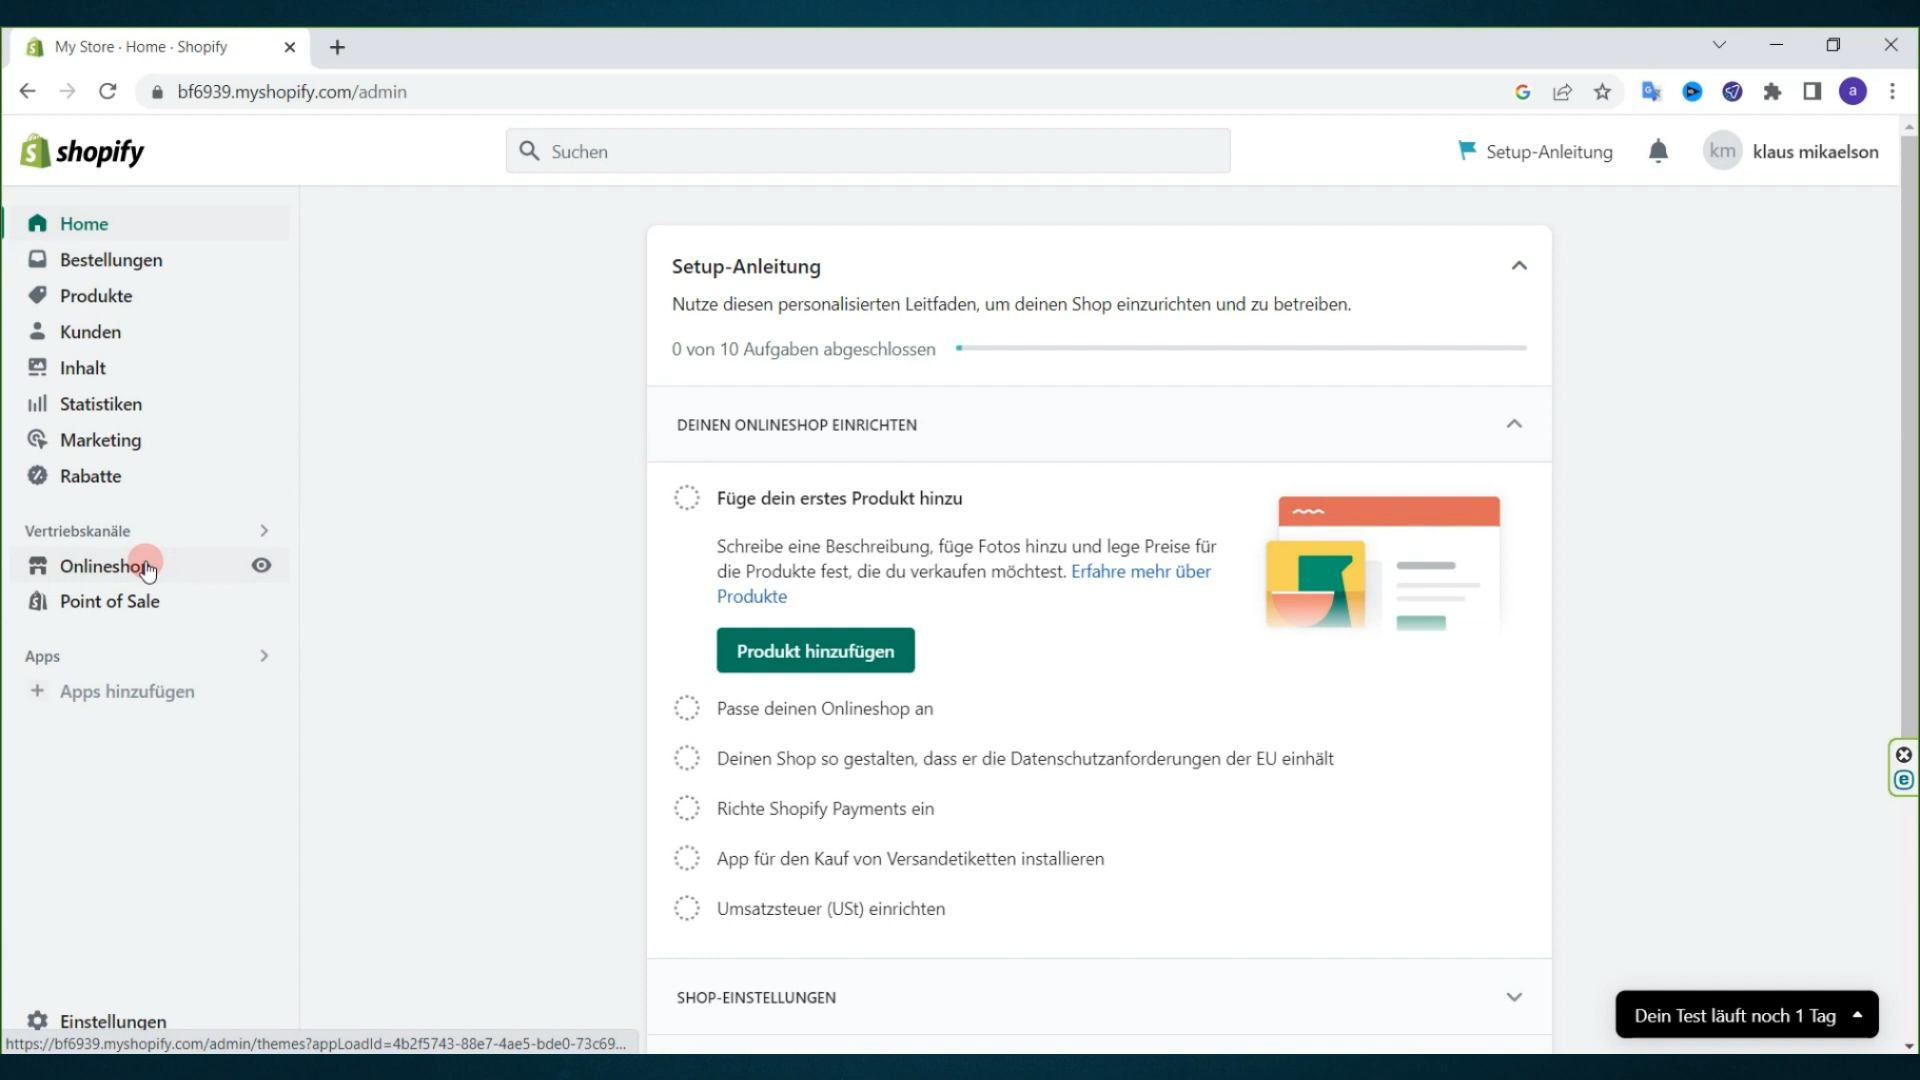 My Store · Home · Shopify
bf6939.myshopify.com/admin
a
shopify
Suchen
Setup-Anleitung
km klaus mikaelson
Home
Bestellungen
Produkte
Kunden
Inhalt
Statistiken
Marketing
Rabatte
Vertriebskanäle
Onlineshop
Point of Sale
Apps
Apps hinzufügen
Einstellungen
https://bf6939.myshopify.com/admin/themes?appLoadId=4b2f5743-88e7-4ae5-bde0-73c69...
Setup-Anleitung
Nutze diesen personalisierten Leitfaden, um deinen Shop einzurichten und zu betreiben.
0 von 10 Aufgaben abgeschlossen
DEINEN ONLINESHOP EINRICHTEN
Füge dein erstes Produkt hinzu
Schreibe eine Beschreibung, füge Fotos hinzu und lege Preise für
die Produkte fest, die du verkaufen möchtest. Erfahre mehr über
Produkte
Produkt hinzufügen
Passe deinen Onlineshop an
Deinen Shop so gestalten, dass er die Datenschutzanforderungen der EU einhält
Richte Shopify Payments ein
App für den Kauf von Versandetiketten installieren
Umsatzsteuer (USt) einrichten
SHOP-EINSTELLUNGEN
Dein Test läuft noch 1 Tag